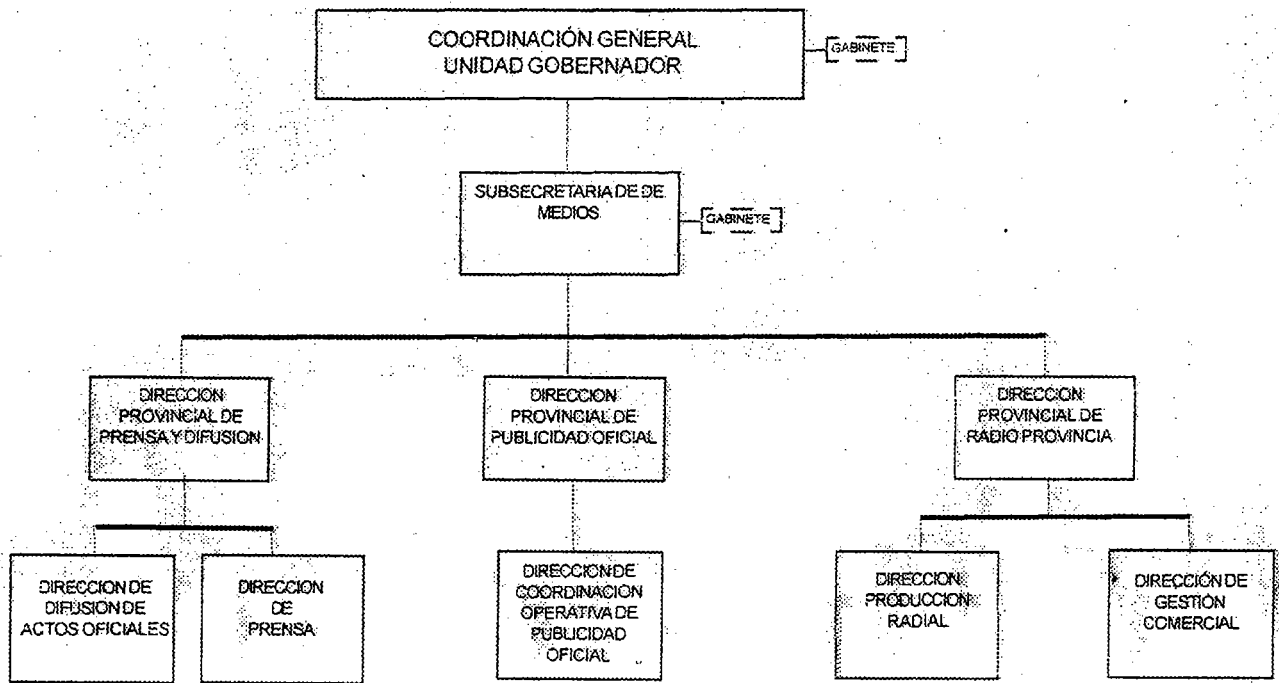 COORDINACIÓN GENERAL
UNIDAD GOBERNADOR
GABINETE
SUBSECRETARIA DE DE
MEDIOS
GABINETE
DIRECCION
PROVINCIAL DE
PRENSA Y DIFUSION
DIRECCION
PROVINCIAL DE
PUBLICIDAD OFICIAL
DIRECCION
PROVINCIAL DE
RADIO PROVINCIA
DIRECCION DE
DIFUSION DE
ACTOS OFICIALES
DIRECCION
DE
PRENSA
DIRECCION DE
COORDINACION
OPERATIVA DE
PUBLICIDAD
OFICIAL
DIRECCION
PRODUCCION
RADIAL
DIRECCIÓN DE
GESTIÓN
COMERCIAL